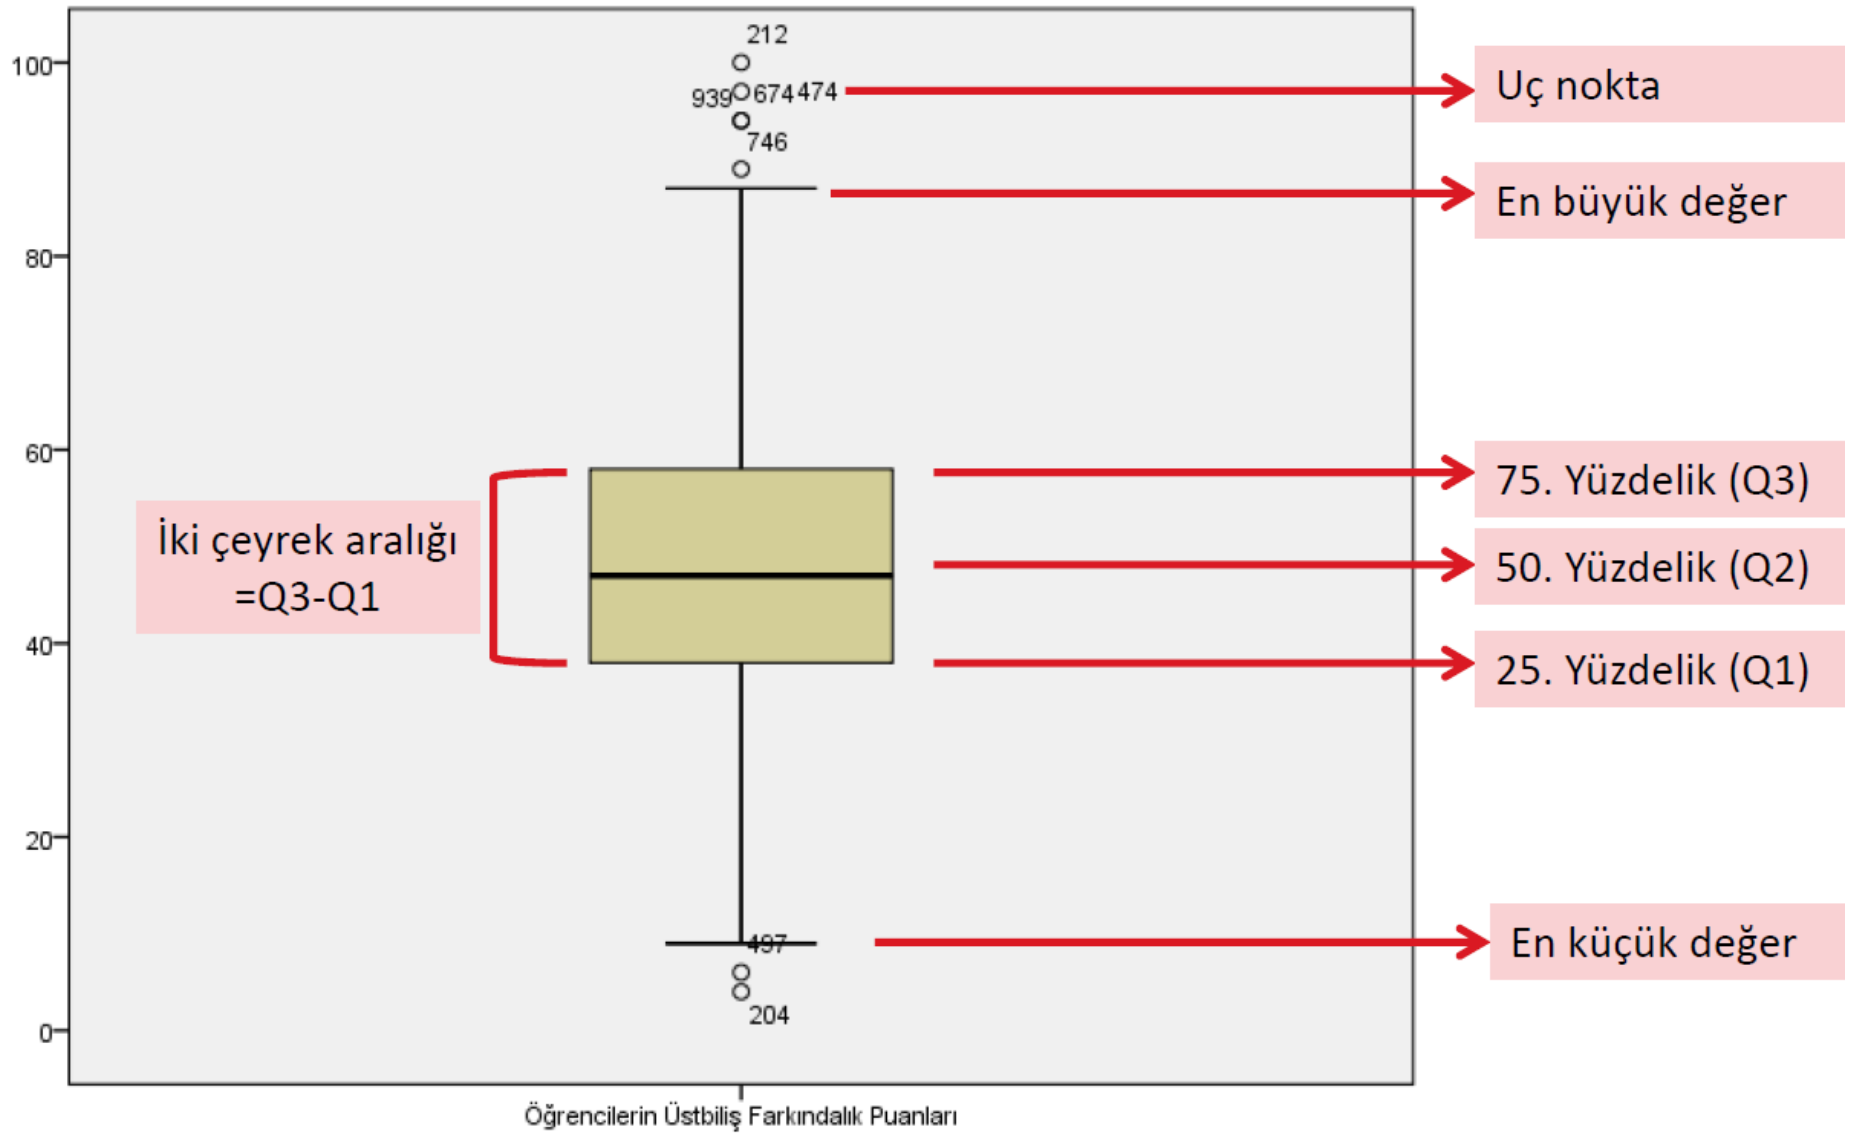 212
100
939 674 474
Uç nokta
746
En büyük değer
80
60
75. Yüzdelik (Q3)
İki çeyrek aralığı
=Q3-Q1
50. Yüzdelik (Q2)
40
25. Yüzdelik (Q1)
20
497
En küçük değer
204
0
Öğrencilerin Üstbiliş Farkındalık Puanları